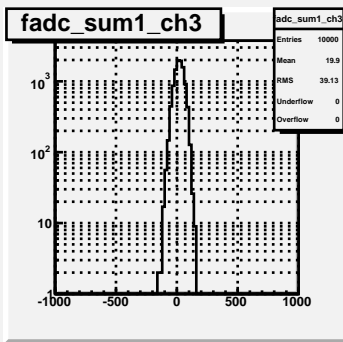 fadc_sum1_ch3
adc_sum1_ch3
Entries 10000
Mean 19.9
RMS 39.13
Underflow 0
Overflow 0
10³
10²
10
1
-1000 -500 0 500 1000